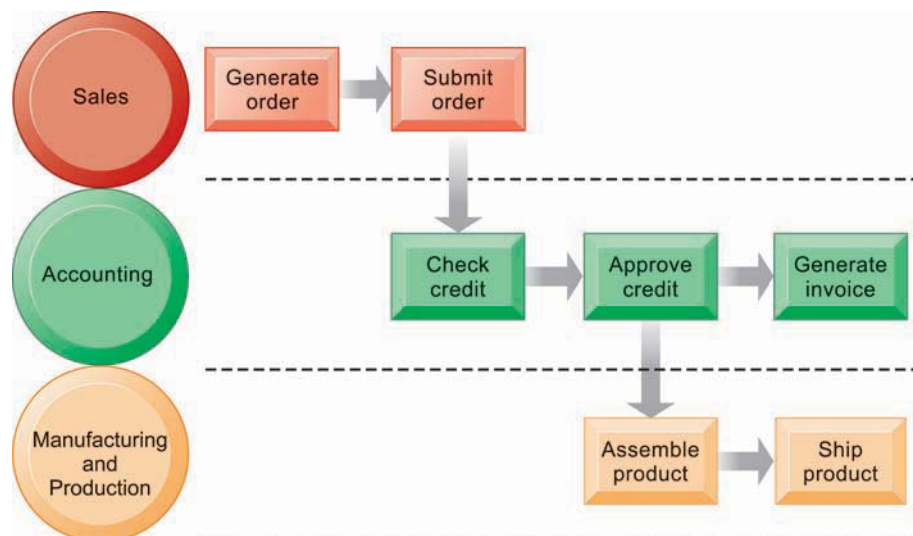 Sales
Generate
order
Submit
order
Accounting
Check
credit
Approve
credit
Generate
invoice
Manufacturing
and
Production
Assemble
product
Ship
product